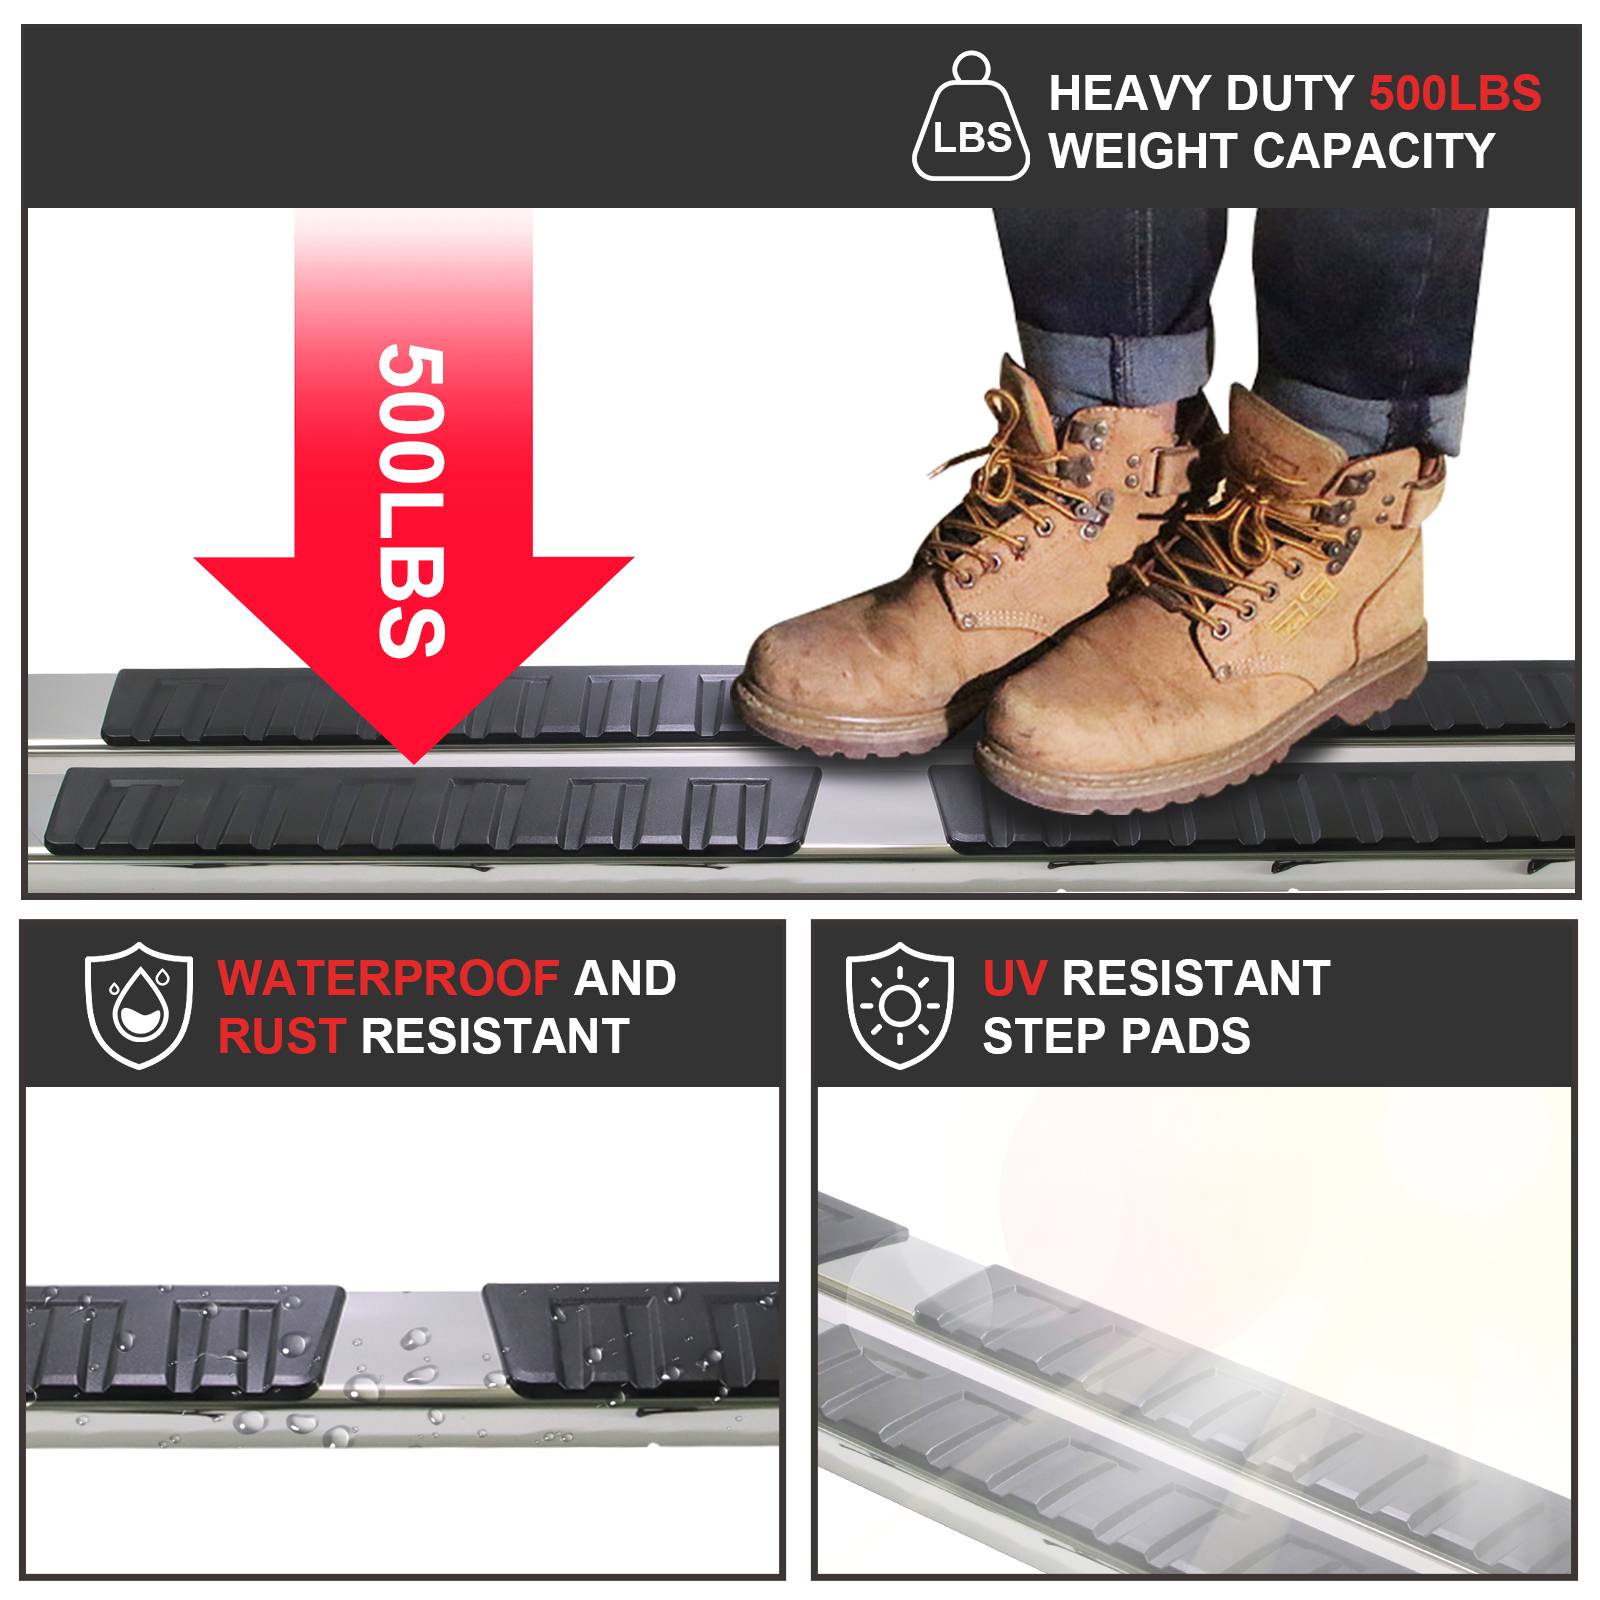 LBS
HEAVY DUTY 500LBS
WEIGHT CAPACITY
500LBS
WATERPROOF AND
RUST RESISTANT
UV RESISTANT
STEP PADS